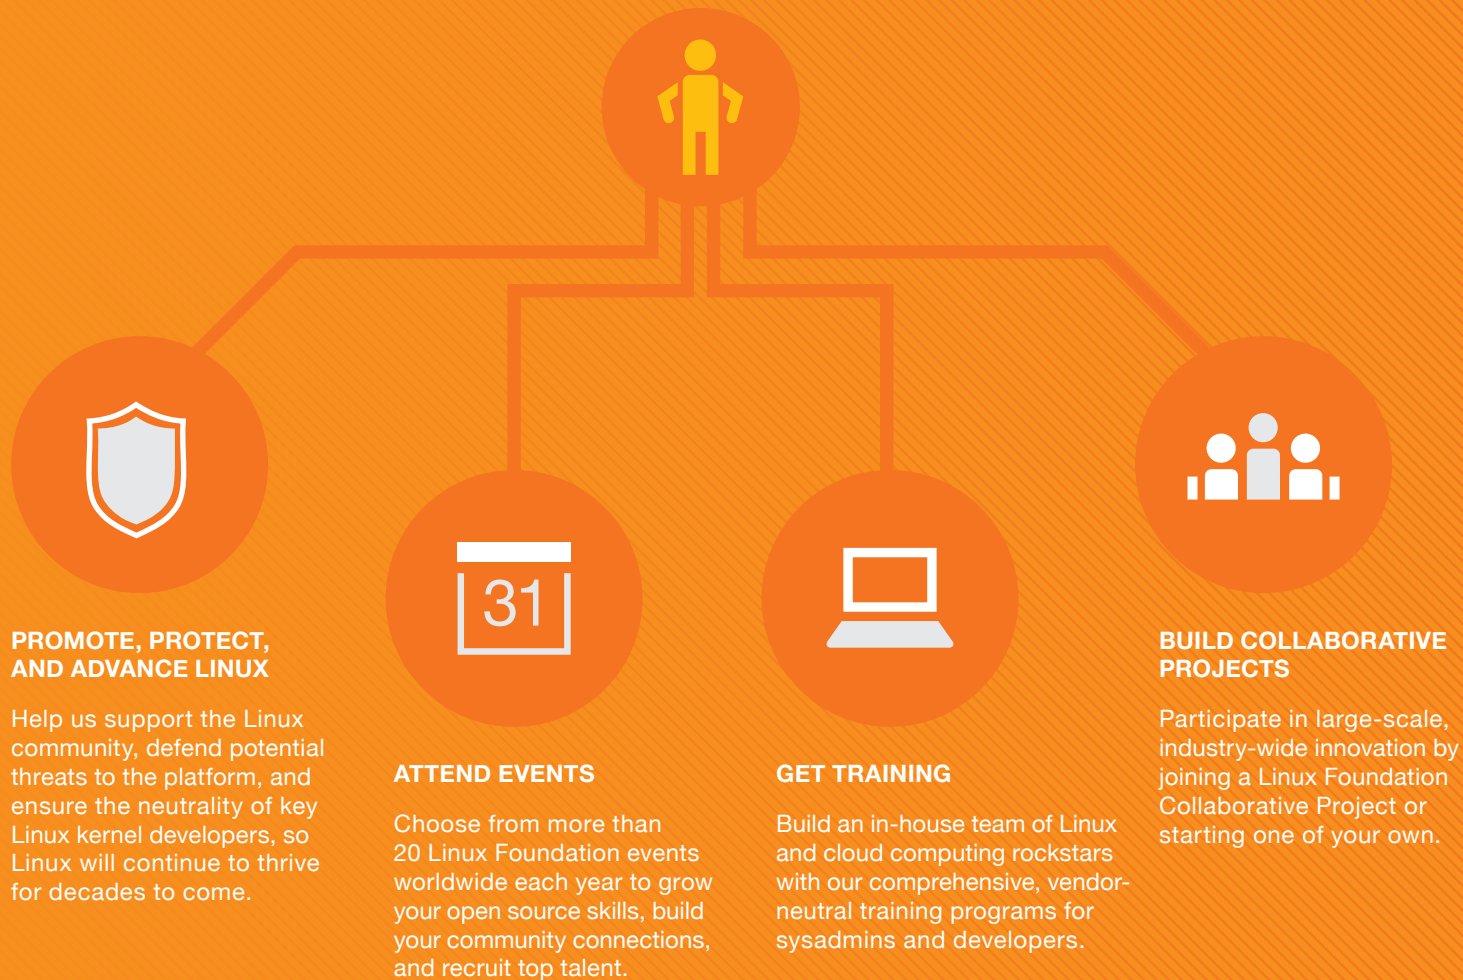 31
PROMOTE, PROTECT,
AND ADVANCE LINUX
Help us support the Linux
community, defend potential
threats to the platform, and
ensure the neutrality of key
Linux kernel developers, so
Linux will continue to thrive
for decades to come.
ATTEND EVENTS
Choose from more than
20 Linux Foundation events
worldwide each year to grow
your open source skills, build
your community connections,
and recruit top talent.
GET TRAINING
Build an in-house team of Linux
and cloud computing rockstars
with our comprehensive, vendor-
neutral training programs for
sysadmins and developers.
BUILD COLLABORATIVE
PROJECTS
Participate in large-scale,
industry-wide innovation by
joining a Linux Foundation
Collaborative Project or
starting one of your own.